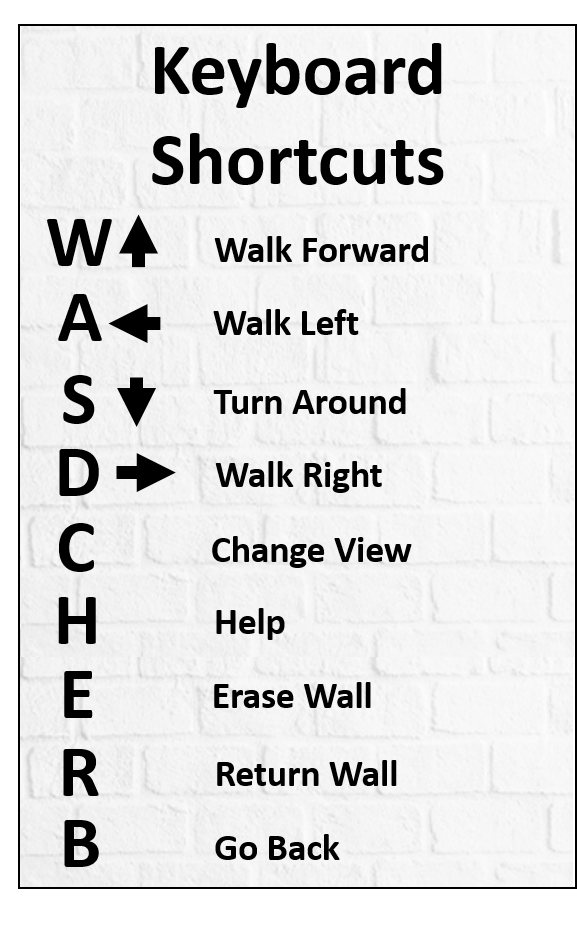 Keyboard
Shortcuts
W Walk Forward
A Walk Left
S Turn Around
D Walk Right
C Change View
H Help
E Erase Wall
R Return Wall
B Go Back